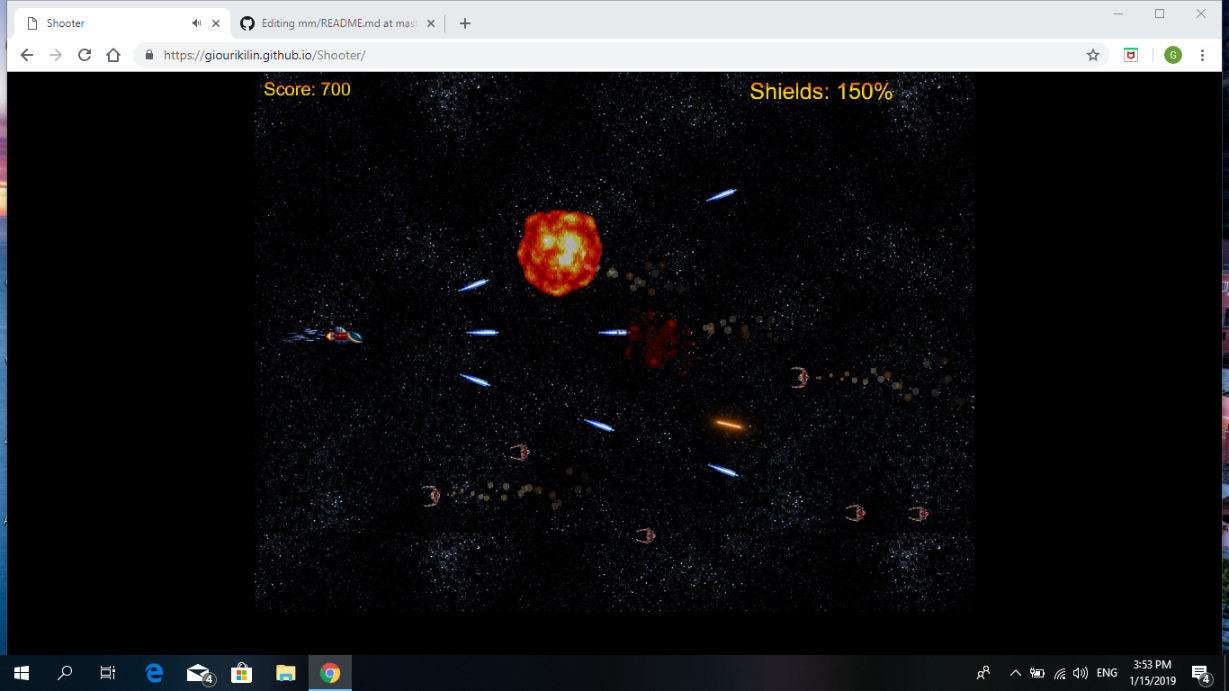 Shooter
Editing mm/README.md at mast
https://giourikilin.github.io/Shooter/
G
Score: 700
Shields: 150%
4
ENG
3:53 PM
1/15/2019
4